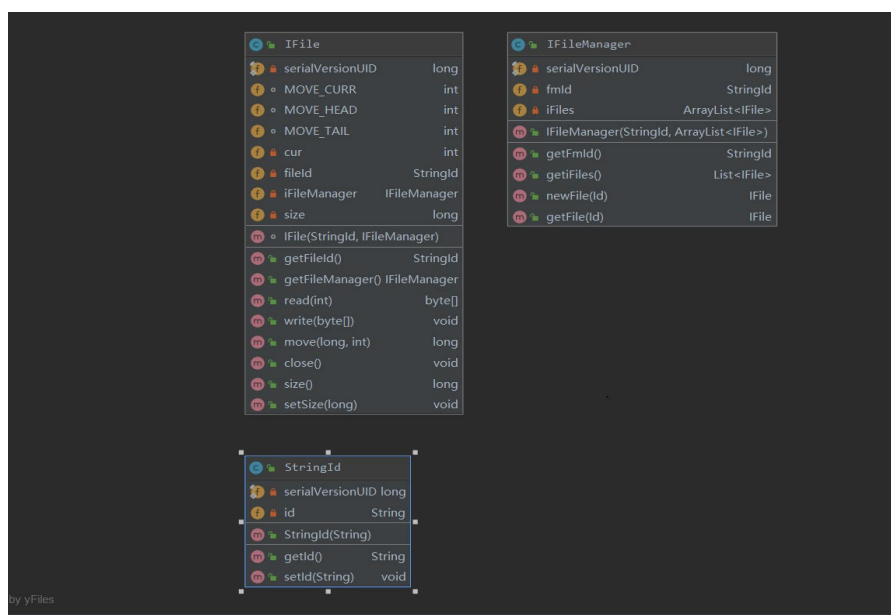 IFile
serialVersionUID long
MOVE_CURR int
MOVE_HEAD int
MOVE_TAIL int
cur int
fileId StringId
iFileManager IFileManager
size long
IFile(StringId, IFileManager)
getFileId() StringId
getFileManager() IFileManager
read(int) byte[]
write(byte[]) void
move(long, int) long
close() void
size() long
setSize(long) void
IFileManager
serialVersionUID long
fmId StringId
iFiles ArrayList<IFile>
IFileManager(StringId, ArrayList<IFile>)
getFmId() StringId
getiFiles() List<IFile>
newFile(Id) IFile
getFile(Id) IFile
StringId
serialVersionUID long
id String
StringId(String)
getId() String
setId(String) void
by yFiles